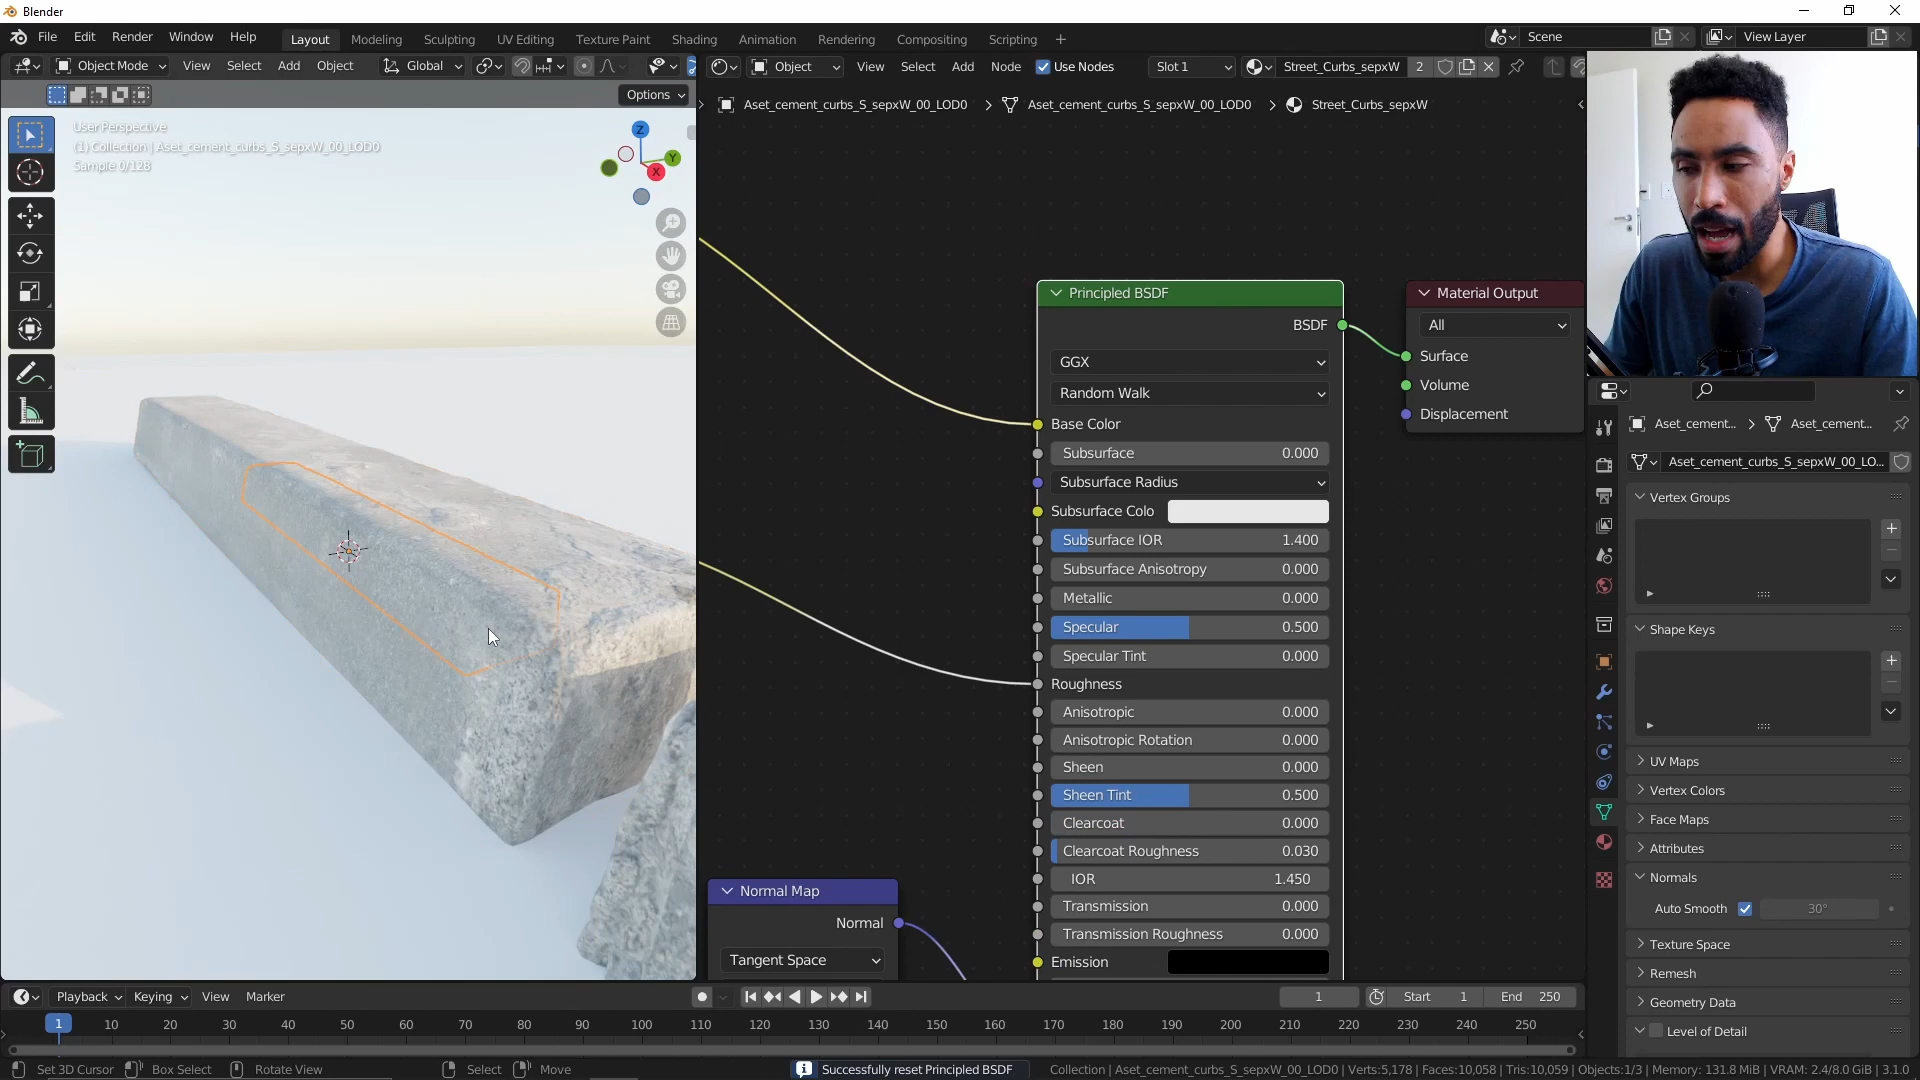 Blender
File Edit Render Window Help
Layout Modeling Sculpting UV Editing Texture Paint Shading Animation Rendering Compositing Scripting
Scene
View Layer
Object Mode View Select Add Object Global
Object View Select Add Node Use Nodes Slot 1 Street_Curbs_sepxW 2
Options
Aset_cement_curbs_S_sepxW_00_LOD0 Aset_cement_curbs_S_sepxW_00_LOD0 Street_Curbs_sepxW
User Perspective
(1) Collection | Aset_cement_curbs_S_sepxW_00_LOD0
Sample 0/128
Z
Y
X
Principled BSDF
BSDF
GGX
Random Walk
Base Color
Subsurface 0.000
Subsurface Radius
Subsurface Colo
Subsurface IOR 1.400
Subsurface Anisotropy 0.000
Metallic 0.000
Specular 0.500
Specular Tint 0.000
Roughness
Anisotropic 0.000
Anisotropic Rotation 0.000
Sheen 0.000
Sheen Tint 0.500
Clearcoat 0.000
Clearcoat Roughness 0.030
IOR 1.450
Transmission 0.000
Transmission Roughness 0.000
Emission
Material Output
All
Surface
Volume
Displacement
Normal Map
Normal
Tangent Space
Aset_cement... Aset_cement...
Aset_cement_curbs_S_sepxW_00_LO...
Vertex Groups
Shape Keys
UV Maps
Vertex Colors
Face Maps
Attributes
Normals
Auto Smooth 30°
Texture Space
Remesh
Geometry Data
Level of Detail
Playback Keying View Marker
1 Start 1 End 250
1 10 20 30 40 50 60 70 80 90 100 110 120 130 140 150 160 170 180 190 200 210 220 230 240 250
Set 3D Cursor Box Select Rotate View Select Move
Successfully reset Principled BSDF
Collection | Aset_cement_curbs_S_sepxW_00_LOD0 | Verts:5,178 | Faces:10,058 | Tris:10,059 | Objects:1/3 | Memory: 131.8 MiB | VRAM: 2.4/8.0 GiB | 3.1.0